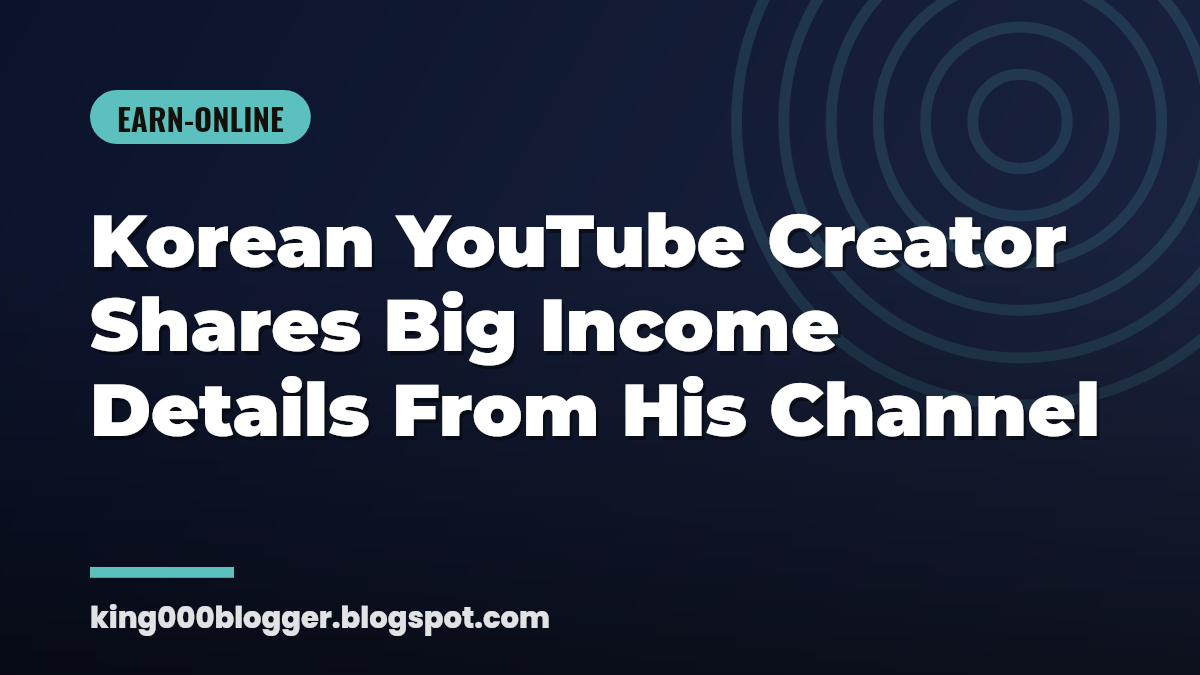 EARN-ONLINE
Korean YouTube Creator
Shares Big Income
Details From His Channel
king000blogger.blogspot.com